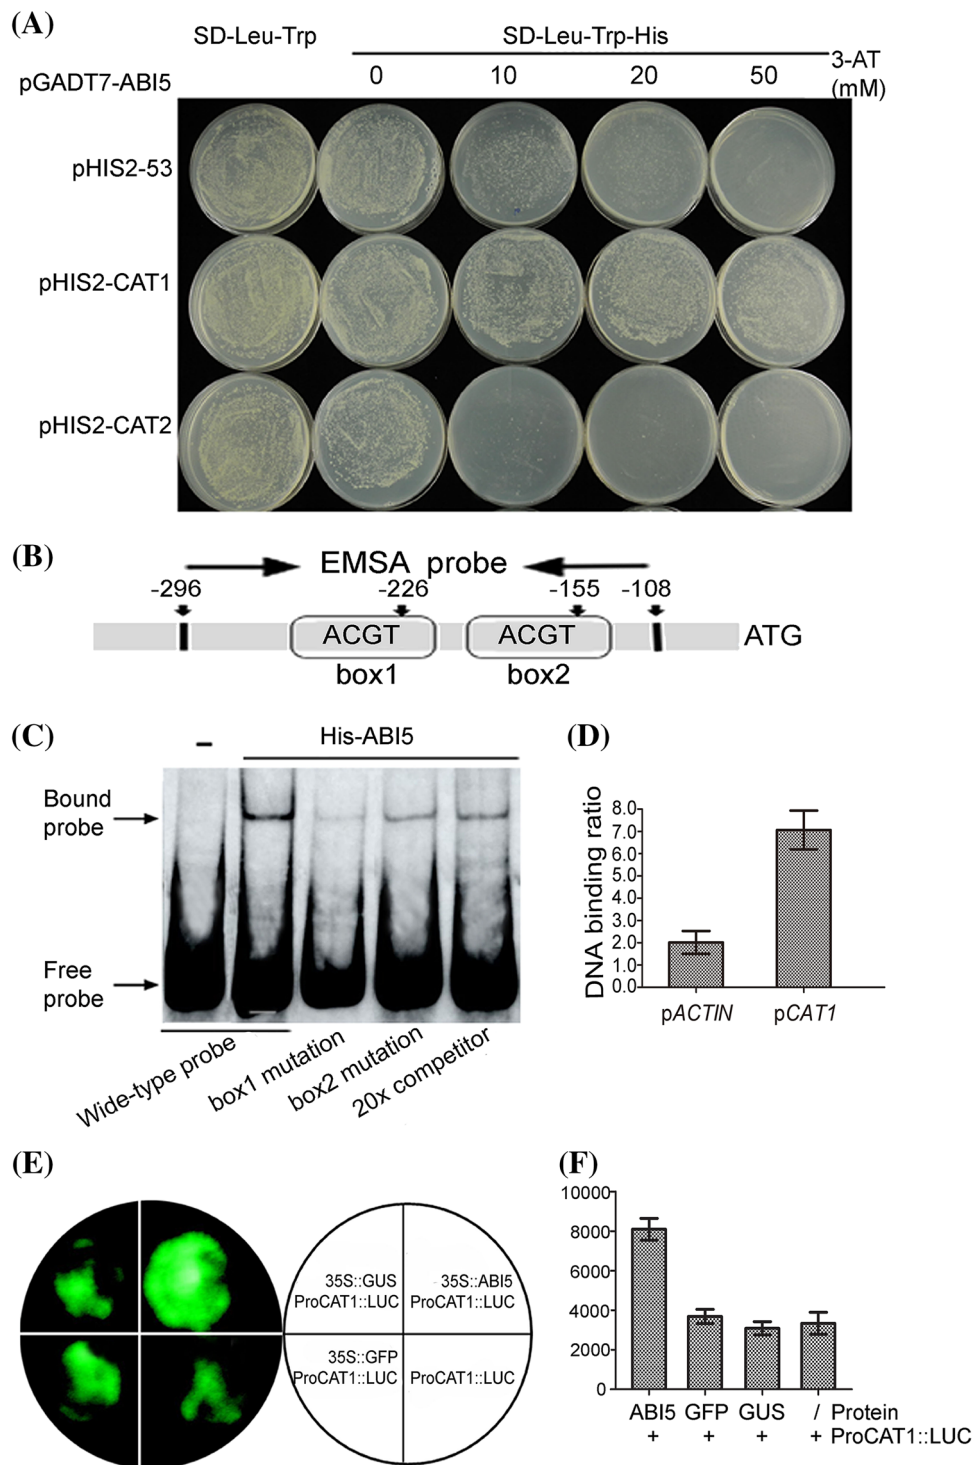 (A)
SD-Leu-Trp
SD-Leu-Trp-His
pGADT7-ABI5
0
10
20
50
3-AT
(mM)
pHIS2-53
pHIS2-CAT1
pHIS2-CAT2
(B)
EMSA probe
-296
-226
-155
-108
ACGT
ACGT
ATG
box1
box2
(C)
–
His-ABI5
Bound
probe
Free
probe
Wide-type probe
box1 mutation
box2 mutation
20x competitor
(D)
DNA binding ratio
8.0
7.0
6.0
5.0
4.0
3.0
2.0
1.0
0.0
pACTIN
pCAT1
(E)
35S::GUS
ProCAT1::LUC
35S::ABI5
ProCAT1::LUC
35S::GFP
ProCAT1::LUC
ProCAT1::LUC
(F)
10000
8000
6000
4000
2000
0
ABI5 GFP GUS / Protein
+ + + + ProCAT1::LUC